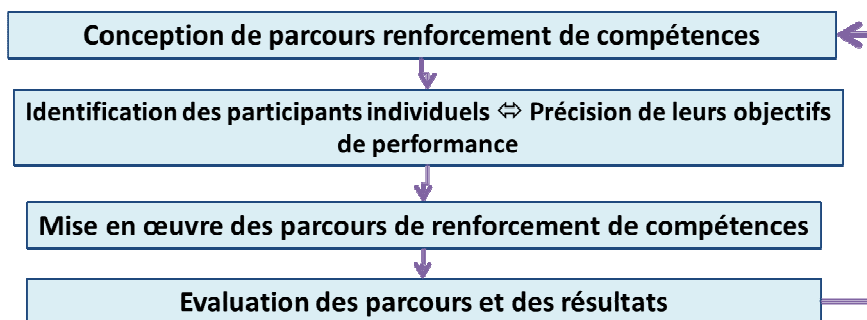 Conception de parcours renforcement de compétences
Identification des participants individuels ⬄ Précision de leurs objectifs
de performance
Mise en œuvre des parcours de renforcement de compétences
Evaluation des parcours et des résultats